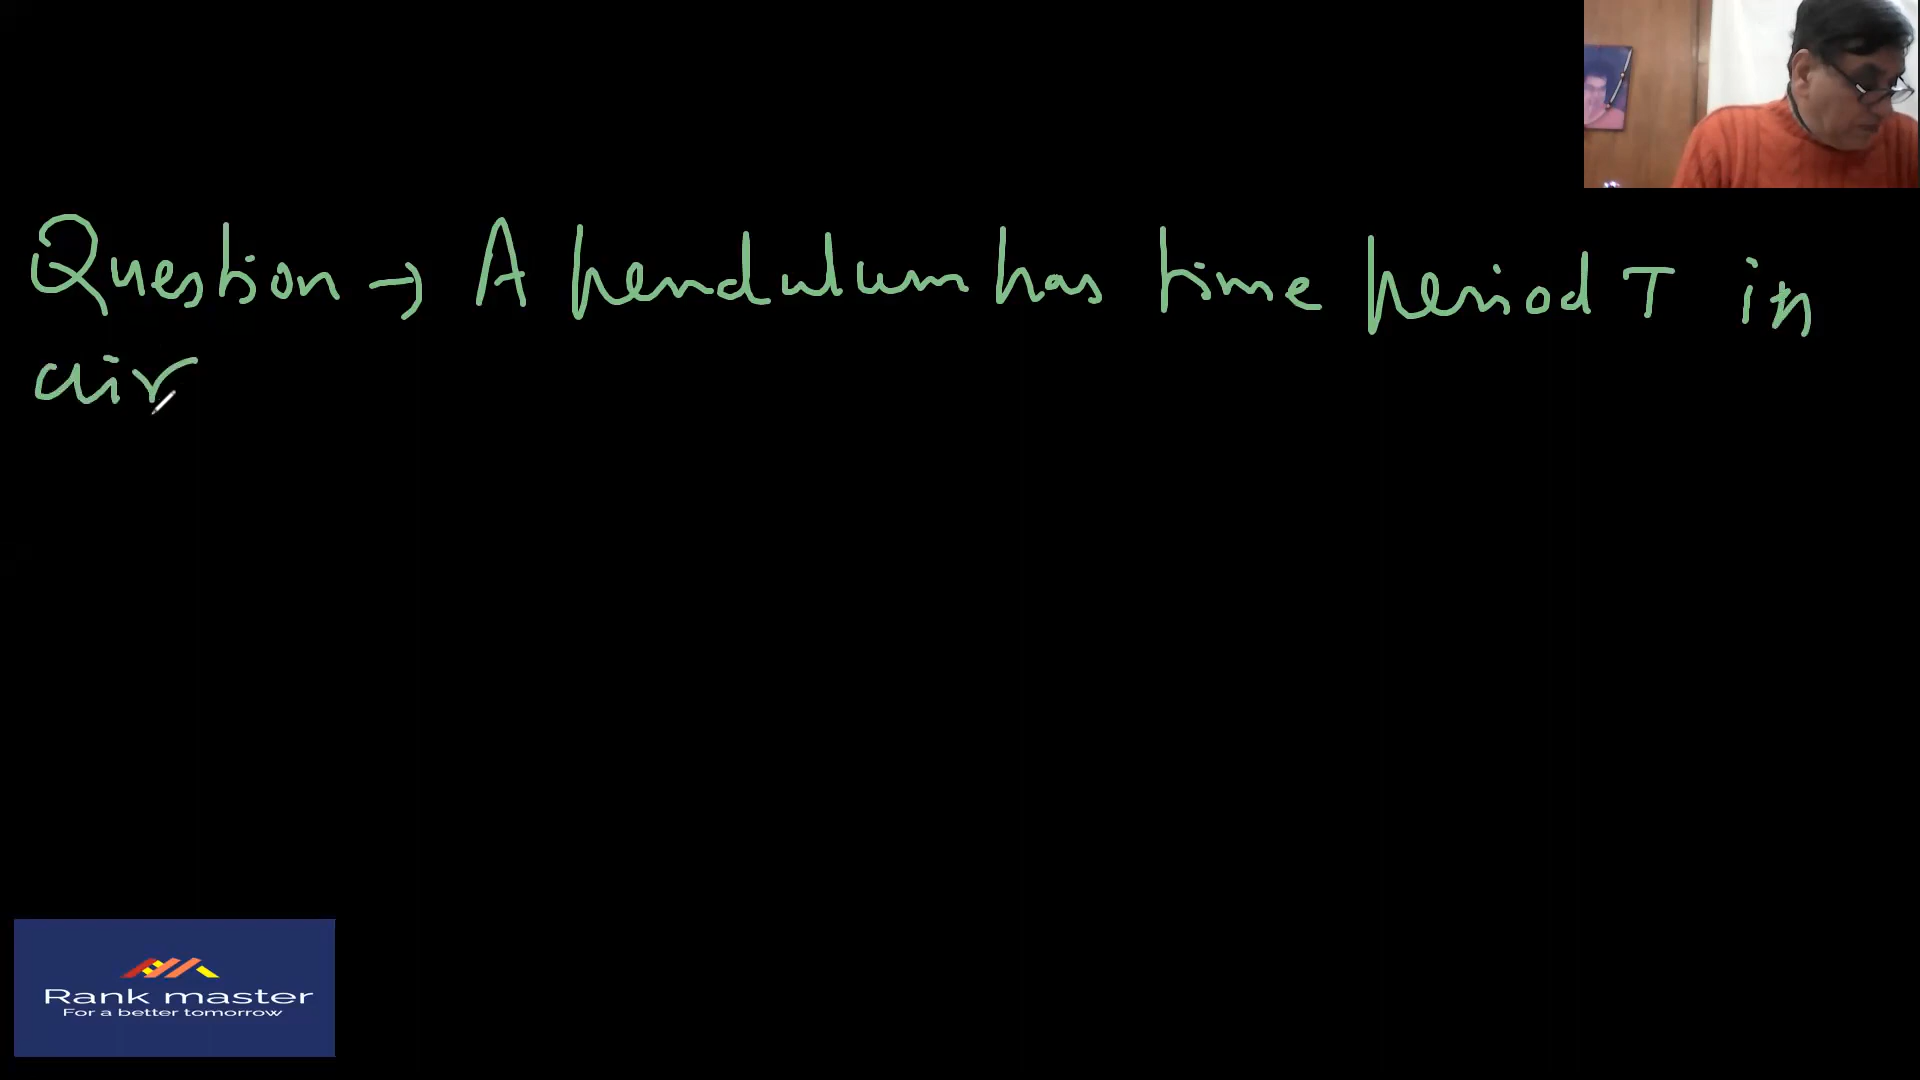 Question → A pendulum has time period T in
air
Rank master
For a better tomorrow